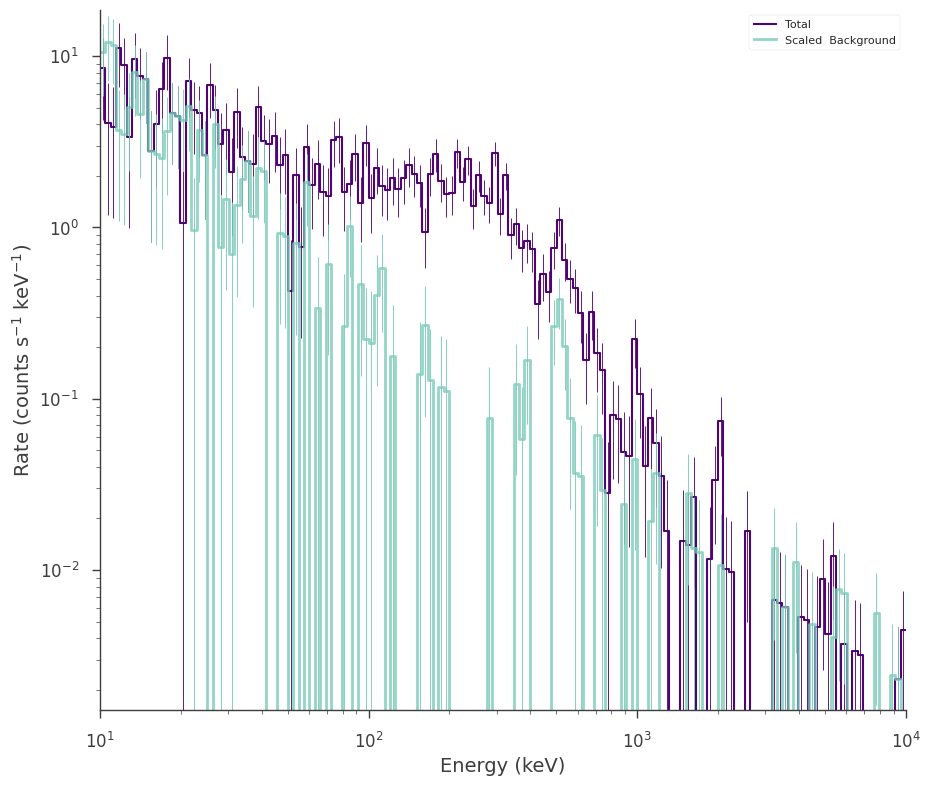 Total
Scaled  Background
10¹
10⁰
10⁻¹
10⁻²
Rate (counts s⁻¹ keV⁻¹)
10¹ 10² 10³ 10⁴
Energy (keV)